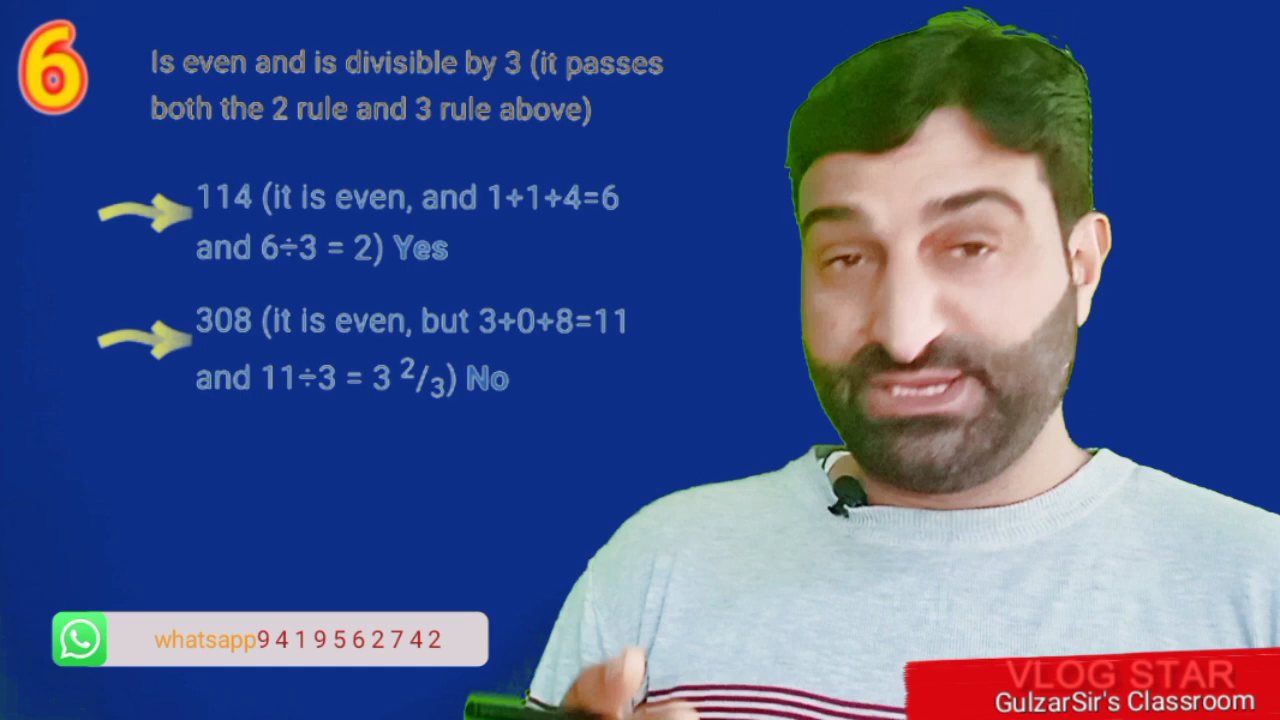 6
Is even and is divisible by 3 (it passes
both the 2 rule and 3 rule above)
114 (it is even, and 1+1+4=6
and 6÷3 = 2) Yes
308 (it is even, but 3+0+8=11
and 11÷3 = 3 2/3) No
whatsapp9419562742
VLOG STAR
GulzarSir's Classroom